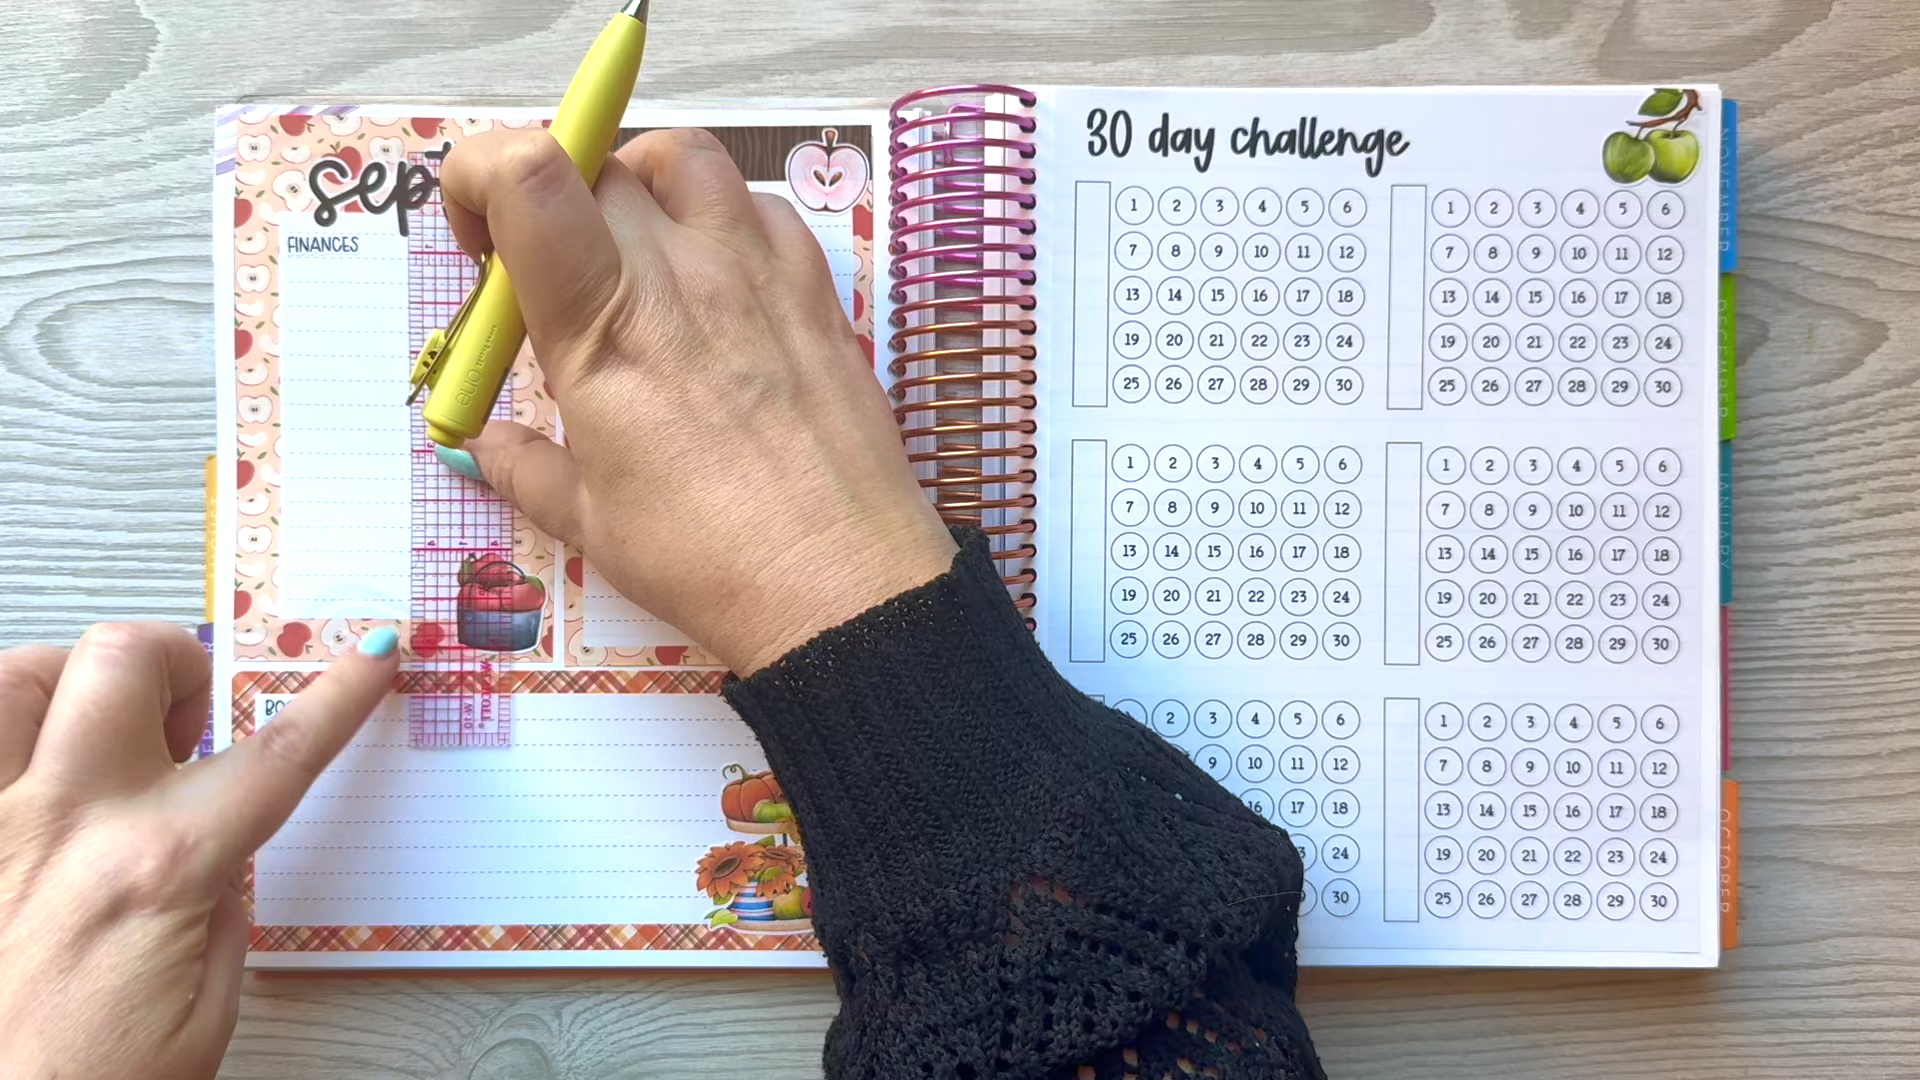 sept
FINANCES
30 day challenge
1 2 3 4 5 6
7 8 9 10 11 12
13 14 15 16 17 18
19 20 21 22 23 24
25 26 27 28 29 30
1 2 3 4 5 6
7 8 9 10 11 12
13 14 15 16 17 18
19 20 21 22 23 24
25 26 27 28 29 30
1 2 3 4 5 6
7 8 9 10 11 12
13 14 15 16 17 18
19 20 21 22 23 24
25 26 27 28 29 30
1 2 3 4 5 6
7 8 9 10 11 12
13 14 15 16 17 18
19 20 21 22 23 24
25 26 27 28 29 30
2 3 4 5 6
9 10 11 12
16 17 18
24
30
1 2 3 4 5 6
7 8 9 10 11 12
13 14 15 16 17 18
19 20 21 22 23 24
25 26 27 28 29 30
NOVEMBER
DECEMBER
JANUARY
OCTOBER
W-10